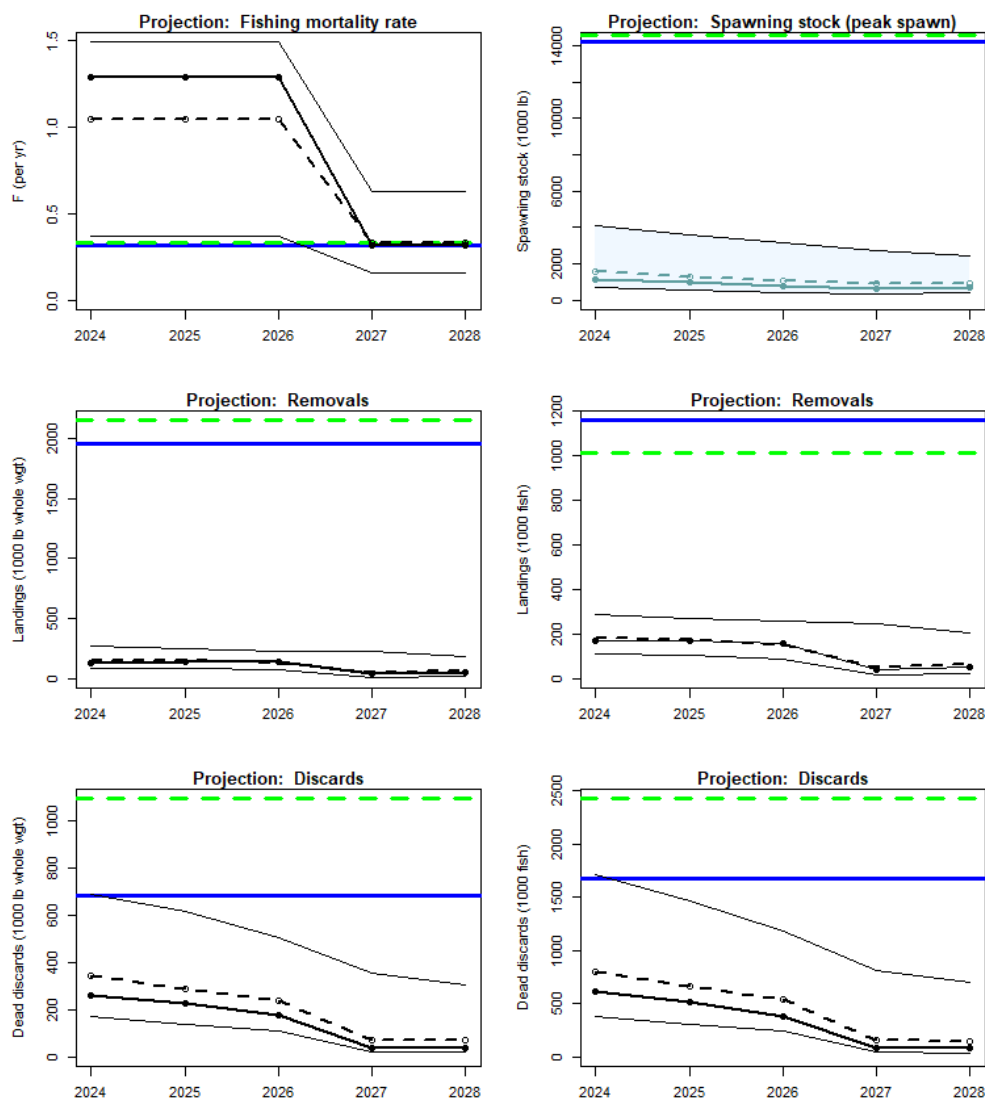 Projection: Fishing mortality rate
F (per yr)
0.0 0.5 1.0 1.5
2024 2025 2026 2027 2028
Projection: Spawning stock (peak spawn)
Spawning stock (1000 lb)
0 2000 6000 10000 14000
2024 2025 2026 2027 2028
Projection: Removals
Landings (1000 lb whole wgt)
0 500 1000 1500 2000
2024 2025 2026 2027 2028
Projection: Removals
Landings (1000 fish)
0 200 400 600 800 1000 1200
2024 2025 2026 2027 2028
Projection: Discards
Dead discards (1000 lb whole wgt)
0 200 400 600 800 1000
2024 2025 2026 2027 2028
Projection: Discards
Dead discards (1000 fish)
0 500 1000 1500 2000 2500
2024 2025 2026 2027 2028